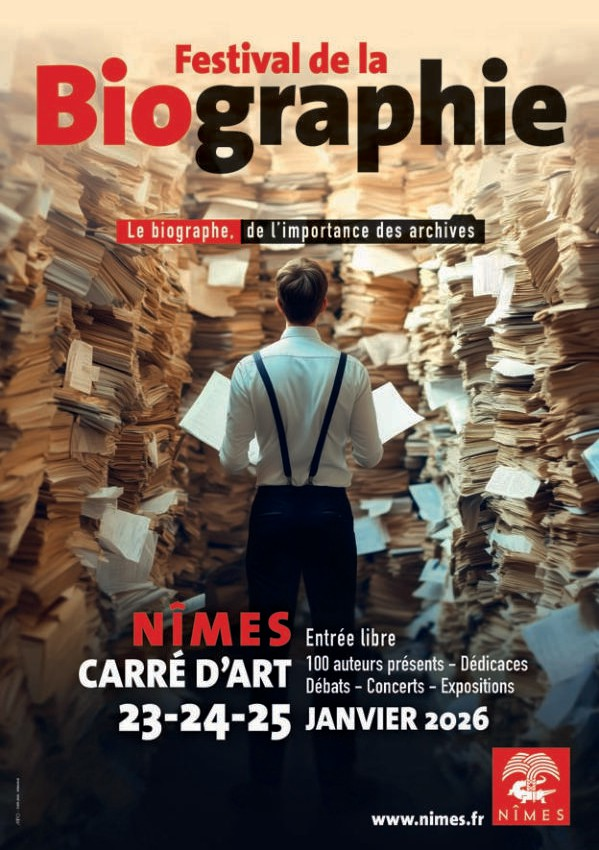 Festival de la
Biographie
Le biographe, de l'importance des archives
NÎMES
CARRÉ D'ART
23-24-25
Entrée libre
100 auteurs présents – Dédicaces
Débats – Concerts – Expositions
JANVIER 2026
www.nimes.fr
NÎMES